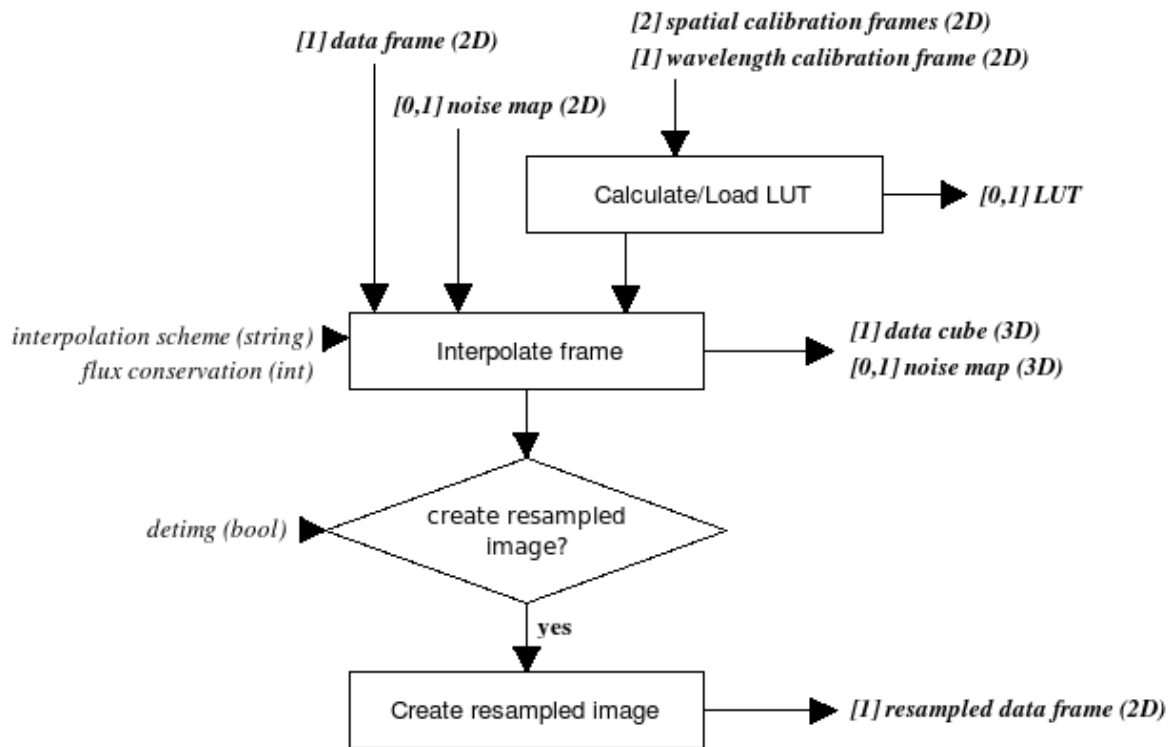 [2] spatial calibration frames (2D)
[1] data frame (2D)
[1] wavelength calibration frame (2D)
[0,1] noise map (2D)
Calculate/Load LUT
[0,1] LUT
interpolation scheme (string)
flux conservation (int)
Interpolate frame
[1] data cube (3D)
[0,1] noise map (3D)
detimg (bool)
create resampled
image?
yes
Create resampled image
[1] resampled data frame (2D)